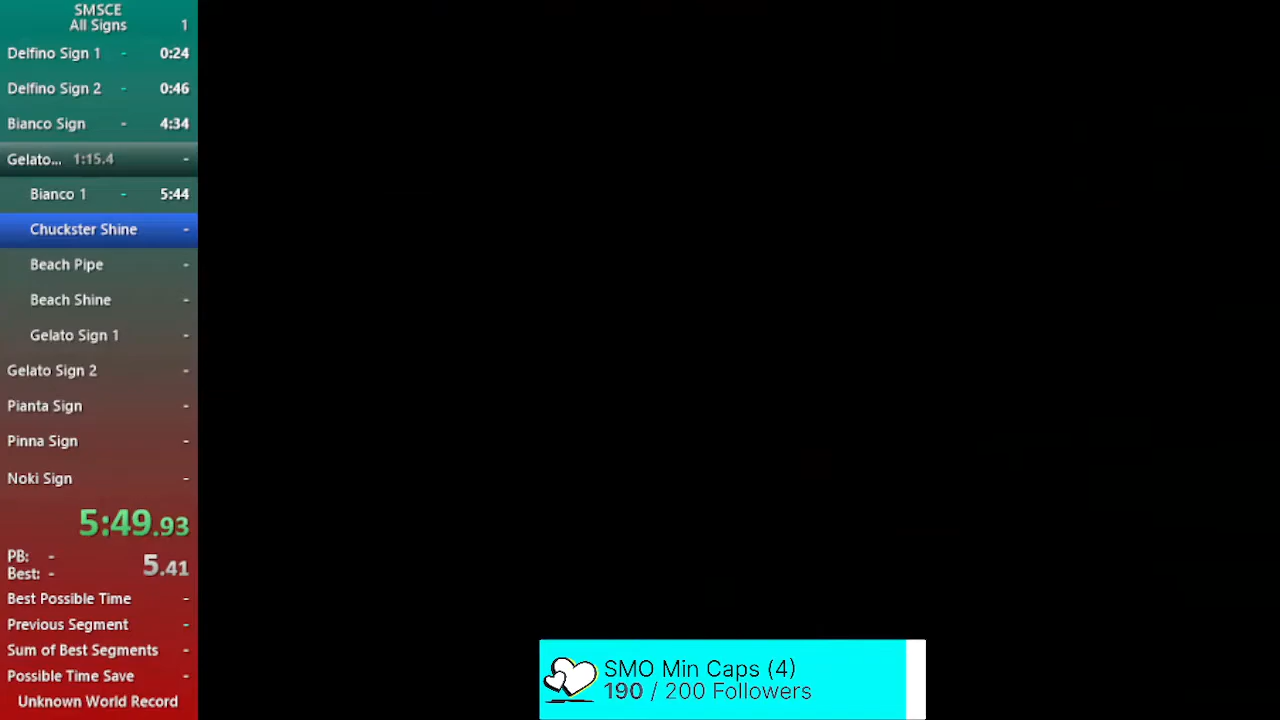 SMSCE
All Signs 1
Delfino Sign 1 - 0:24
Delfino Sign 2 - 0:46
Bianco Sign - 4:34
Gelato... 1:15.4 -
Bianco 1 - 5:44
Chuckster Shine -
Beach Pipe -
Beach Shine -
Gelato Sign 1 -
Gelato Sign 2 -
Pianta Sign -
Pinna Sign -
Noki Sign -
5:49.93
PB: - 5.41
Best: -
Best Possible Time -
Previous Segment -
Sum of Best Segments -
Possible Time Save -
Unknown World Record
SMO Min Caps (4)
190 / 200 Followers